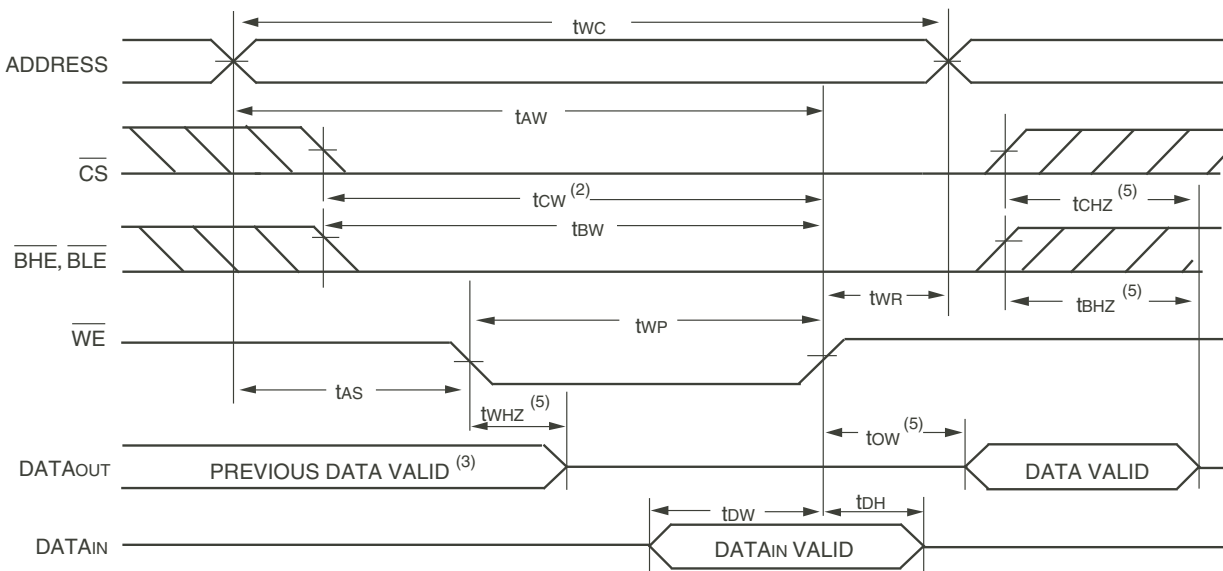 tWC
ADDRESS
tAW
CS
tCW (2)
tCHZ (5)
tBW
BHE, BLE
tWR
tBHZ (5)
tWP
WE
tAS
tWHZ (5)
tOW (5)
DATAOUT
PREVIOUS DATA VALID (3)
DATA VALID
tDW
tDH
DATAIN
DATAIN VALID